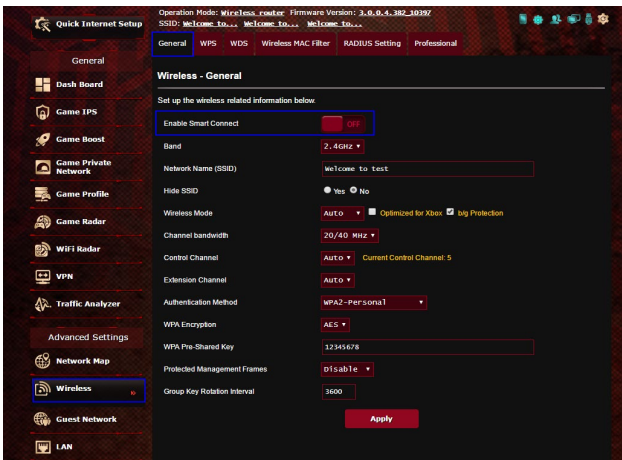 Quick Internet Setup
Operation Mode: Wireless router Firmware Version: 3.0.0.4.382_10397
SSID: Welcome to... Welcome to... Welcome to...
General WPS WDS Wireless MAC Filter RADIUS Setting Professional
General
Dash Board
Game IPS
Game Boost
Game Private Network
Game Profile
Game Radar
WiFi Radar
VPN
Traffic Analyzer
Advanced Settings
Network Map
Wireless
Guest Network
LAN
Wireless - General
Set up the wireless related information below.
Enable Smart Connect OFF
Band 2.4GHz
Network Name (SSID) Welcome to test
Hide SSID Yes No
Wireless Mode Auto Optimized for Xbox b/g Protection
Channel bandwidth 20/40 MHz
Control Channel Auto Current Control Channel: 5
Extension Channel Auto
Authentication Method WPA2-Personal
WPA Encryption AES
WPA Pre-Shared Key 12345678
Protected Management Frames Disable
Group Key Rotation Interval 3600
Apply